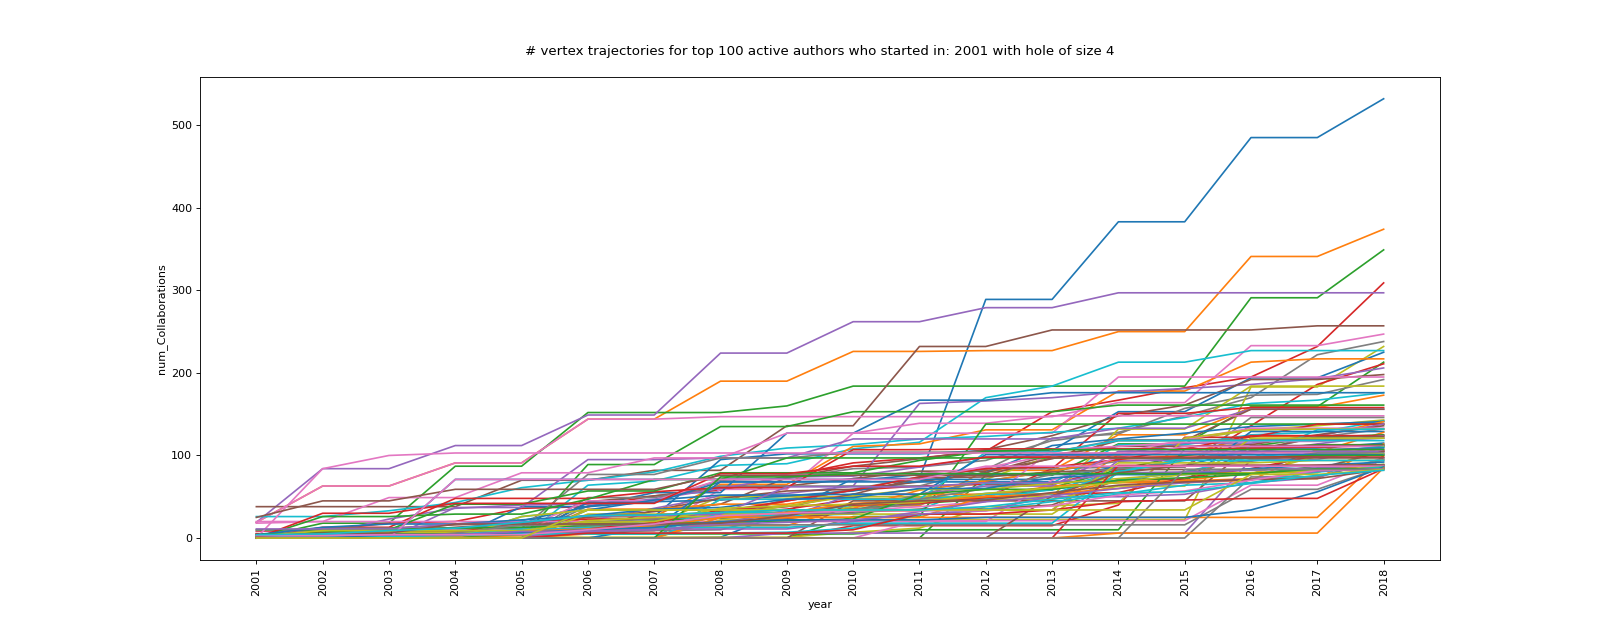 # vertex trajectories for top 100 active authors who started in: 2001 with hole of size 4
500
400
300
200
100
0
num_Collaborations
2001 2002 2003 2004 2005 2006 2007 2008 2009 2010 2011 2012 2013 2014 2015 2016 2017 2018
year